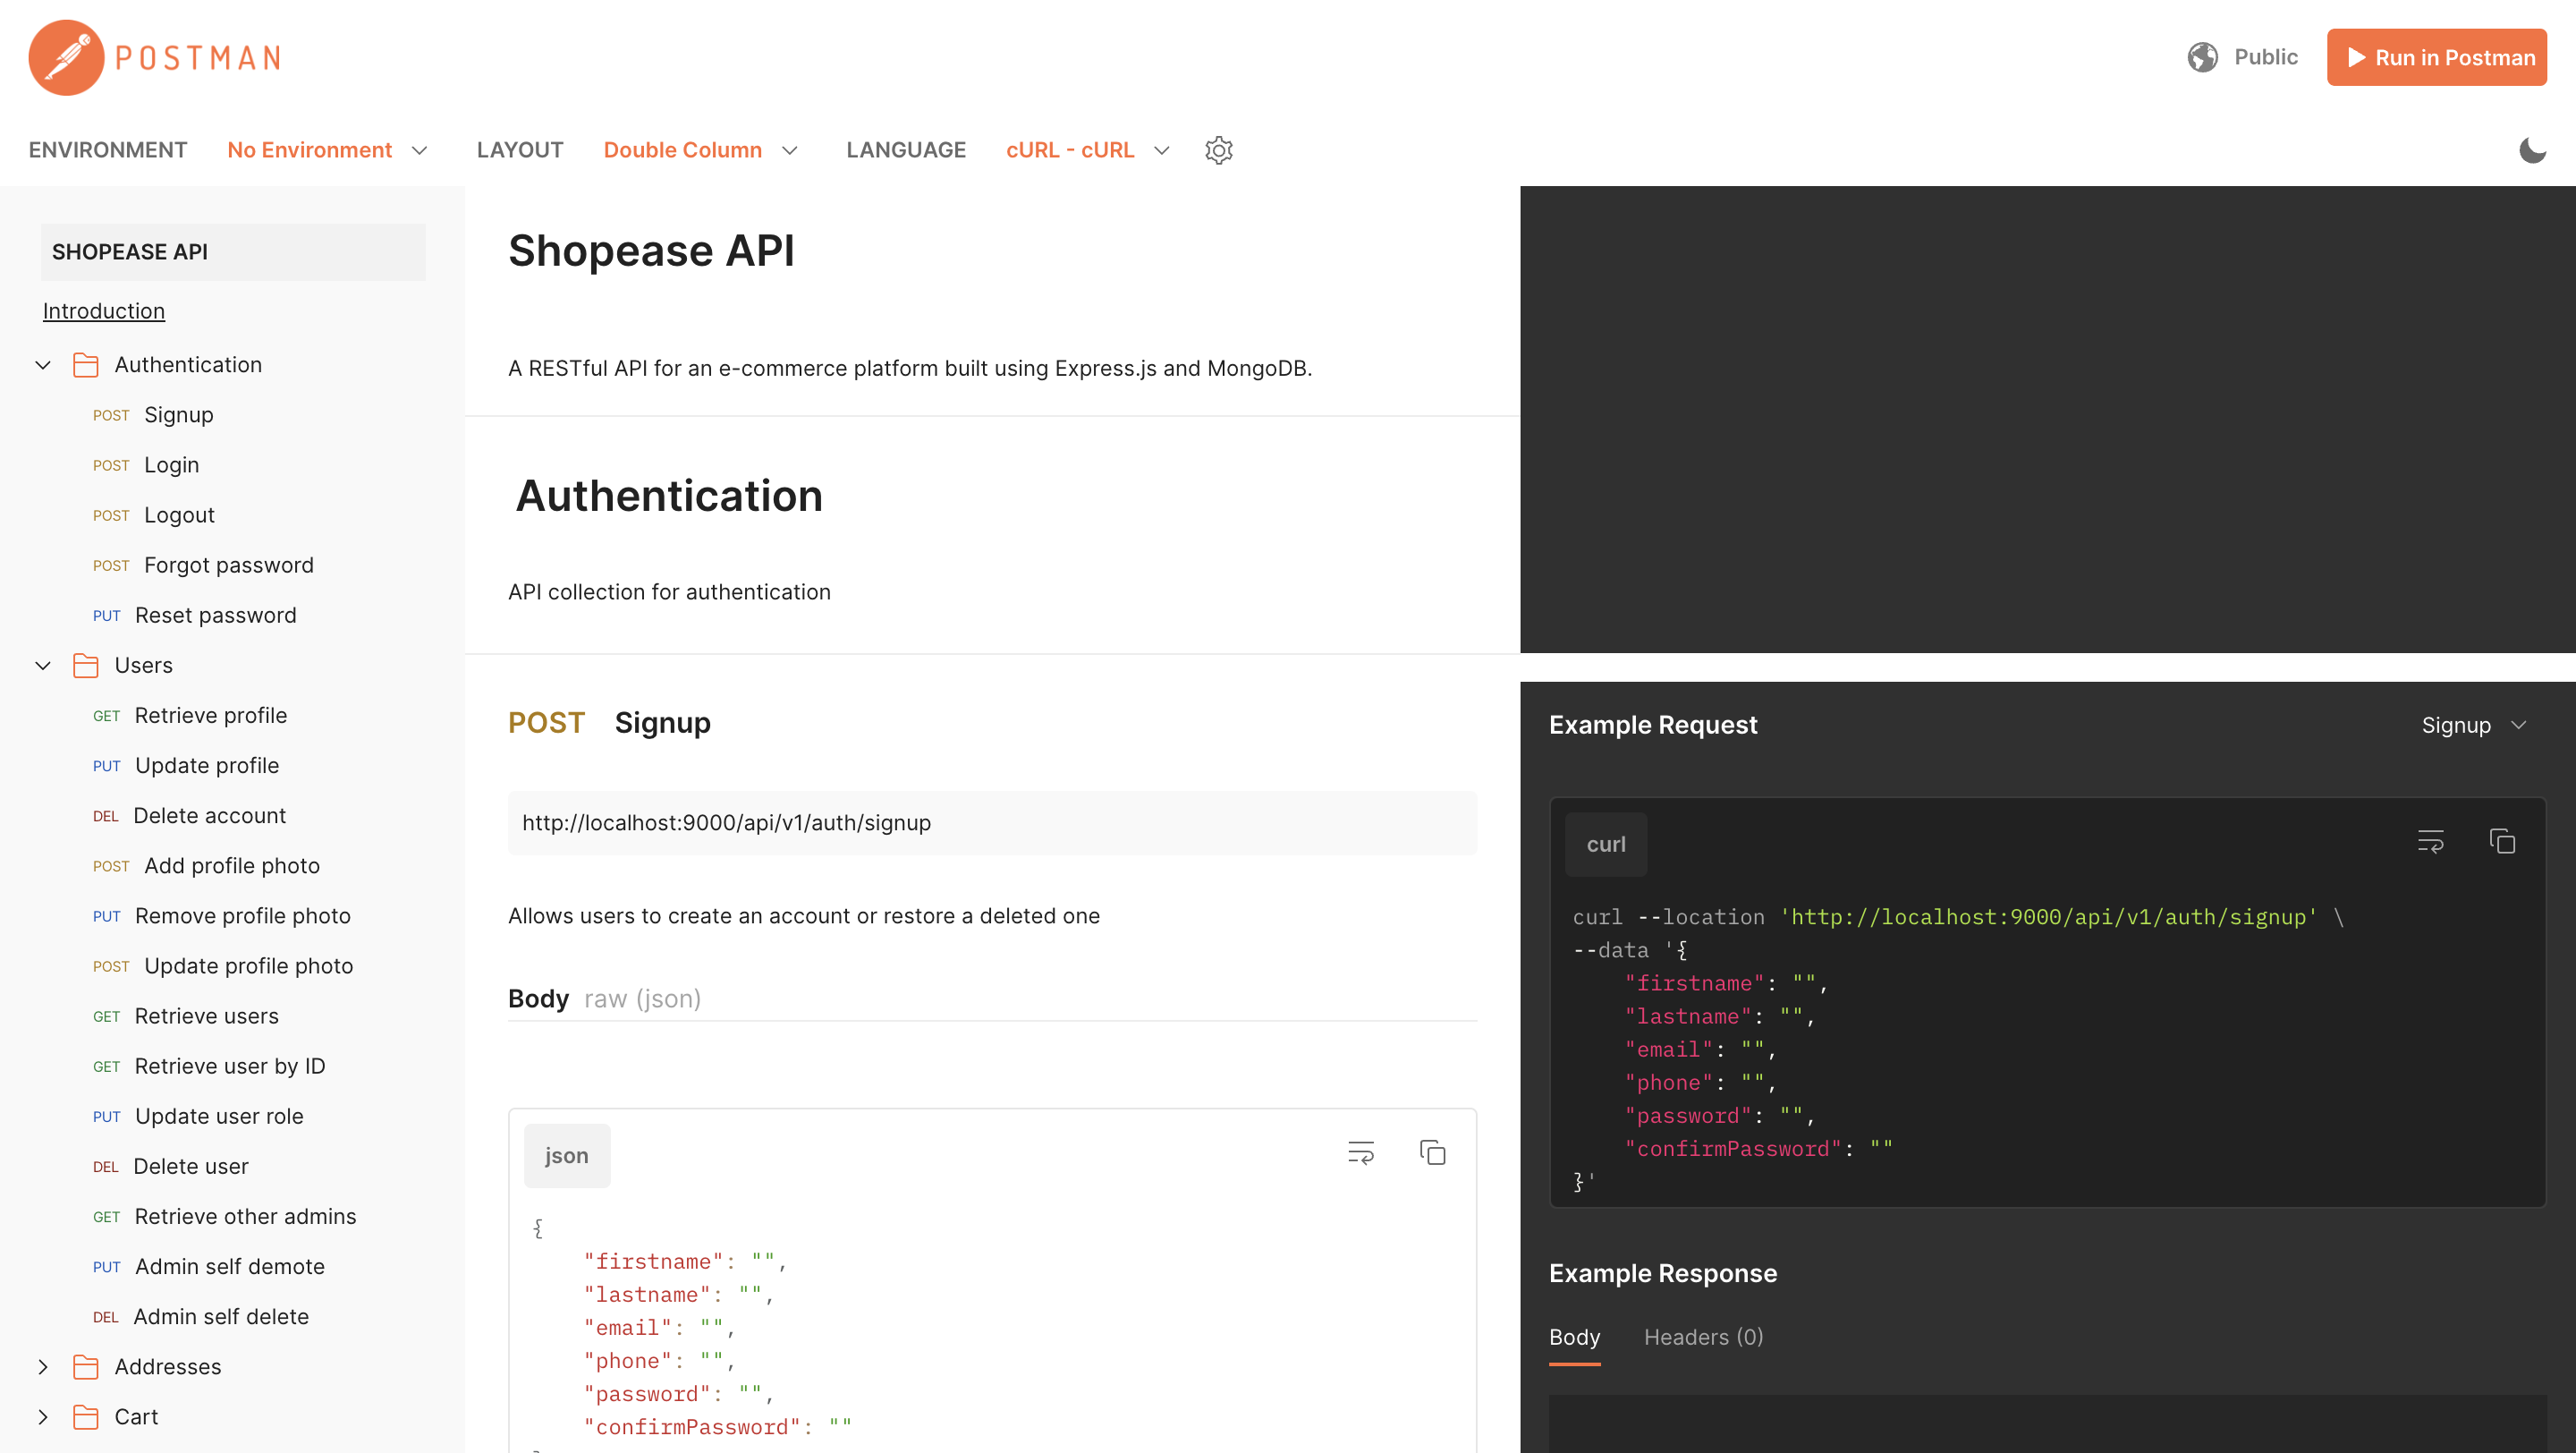 POSTMAN
Public
Run in Postman
ENVIRONMENT No Environment LAYOUT Double Column LANGUAGE cURL - cURL
SHOPEASE API
Introduction
Authentication
POST Signup
POST Login
POST Logout
POST Forgot password
PUT Reset password
Users
GET Retrieve profile
PUT Update profile
DEL Delete account
POST Add profile photo
PUT Remove profile photo
POST Update profile photo
GET Retrieve users
GET Retrieve user by ID
PUT Update user role
DEL Delete user
GET Retrieve other admins
PUT Admin self demote
DEL Admin self delete
Addresses
Cart
Shopease API
A RESTful API for an e-commerce platform built using Express.js and MongoDB.
Authentication
API collection for authentication
POST Signup
http://localhost:9000/api/v1/auth/signup
Allows users to create an account or restore a deleted one
Body raw (json)
json
{
    "firstname": "",
    "lastname": "",
    "email": "",
    "phone": "",
    "password": "",
    "confirmPassword": ""
Example Request
Signup
curl
curl --location 'http://localhost:9000/api/v1/auth/signup' \
--data '{
    "firstname": "",
    "lastname": "",
    "email": "",
    "phone": "",
    "password": "",
    "confirmPassword": ""
}'
Example Response
Body Headers (0)